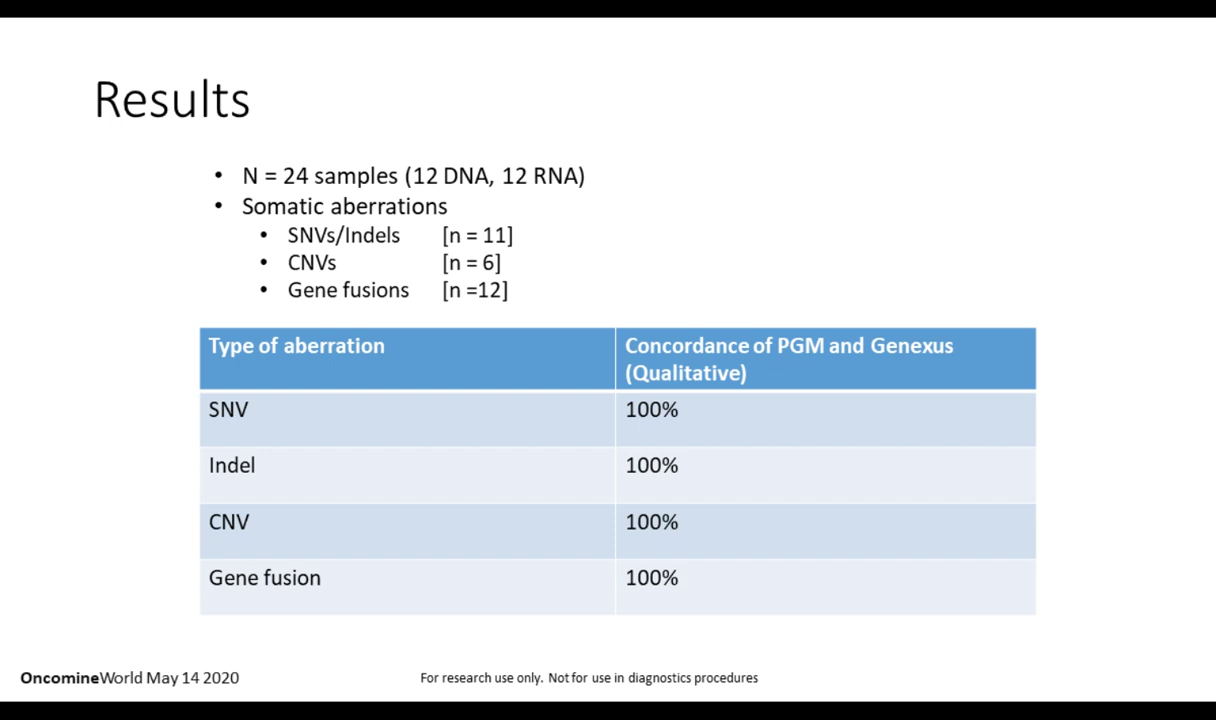 Results
• N = 24 samples (12 DNA, 12 RNA)
• Somatic aberrations
• SNVs/Indels [n = 11]
• CNVs [n = 6]
• Gene fusions [n =12]
Type of aberration
Concordance of PGM and Genexus
(Qualitative)
SNV 100%
Indel 100%
CNV 100%
Gene fusion 100%
OncomineWorld May 14 2020
For research use only. Not for use in diagnostics procedures